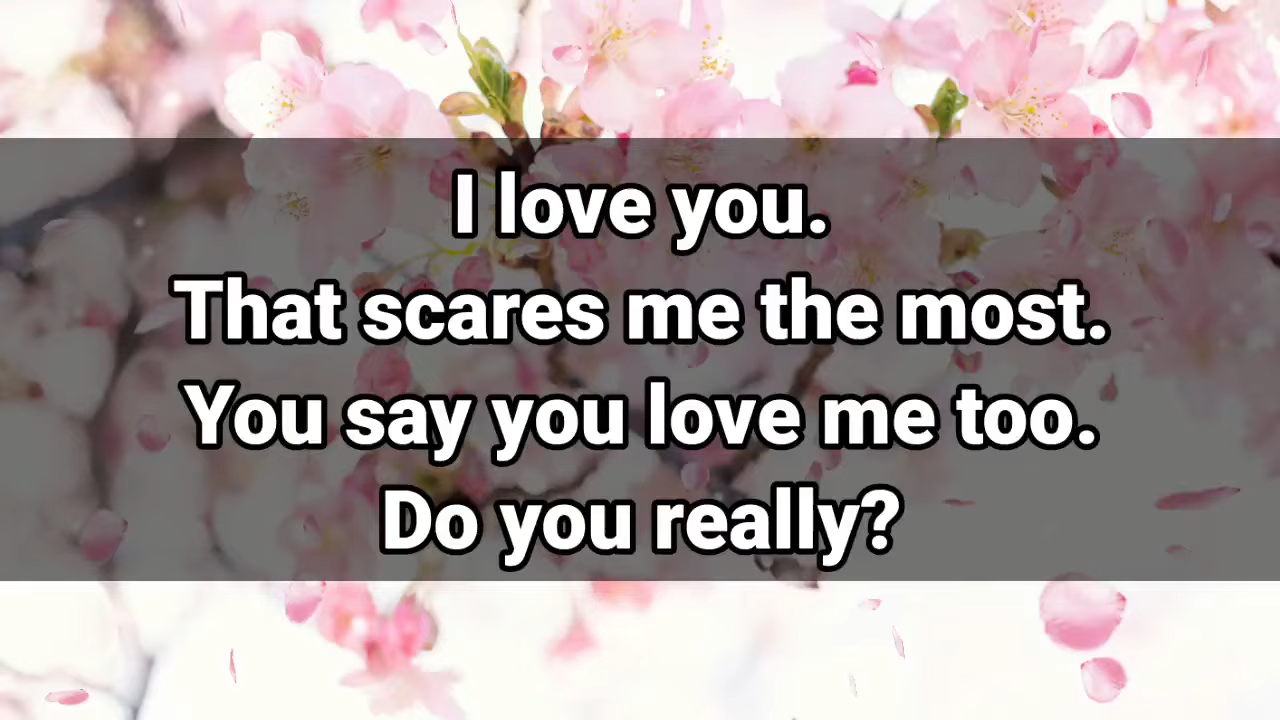 I love you.
That scares me the most.
You say you love me too.
Do you really?